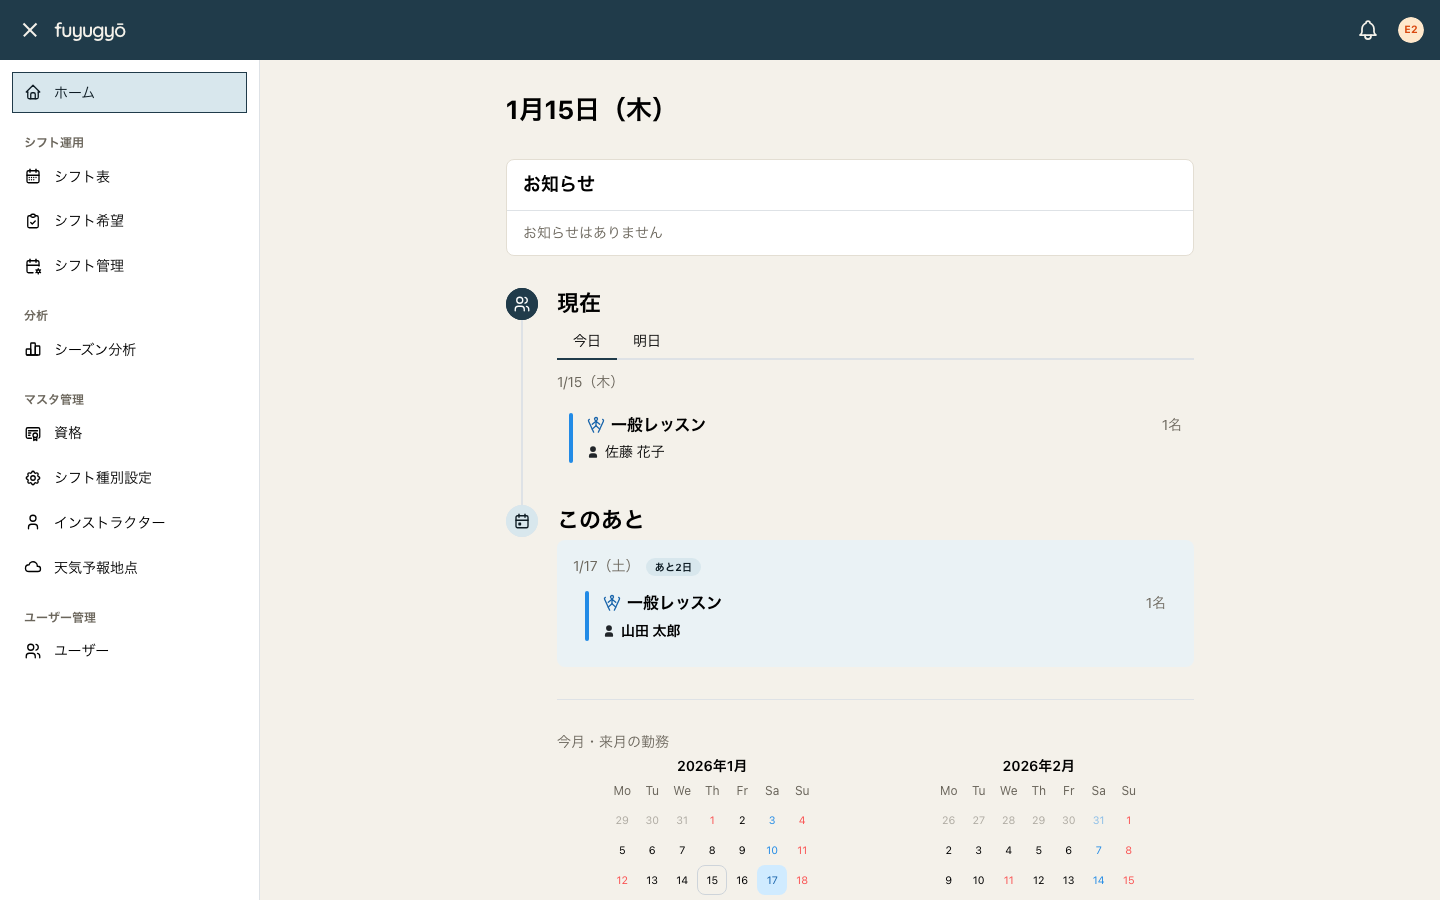 fuyugyō
E2
ホーム
シフト運用
シフト表
シフト希望
シフト管理
分析
シーズン分析
マスタ管理
資格
シフト種別設定
インストラクター
天気予報地点
ユーザー管理
ユーザー
1月15日（木）
お知らせ
お知らせはありません
現在
今日 明日
1/15（木）
一般レッスン 1名
佐藤 花子
このあと
1/17（土） あと2日
一般レッスン 1名
山田 太郎
今月・来月の勤務
2026年1月
Mo Tu We Th Fr Sa Su
29 30 31 1 2 3 4
5 6 7 8 9 10 11
12 13 14 15 16 17 18
2026年2月
Mo Tu We Th Fr Sa Su
26 27 28 29 30 31 1
2 3 4 5 6 7 8
9 10 11 12 13 14 15